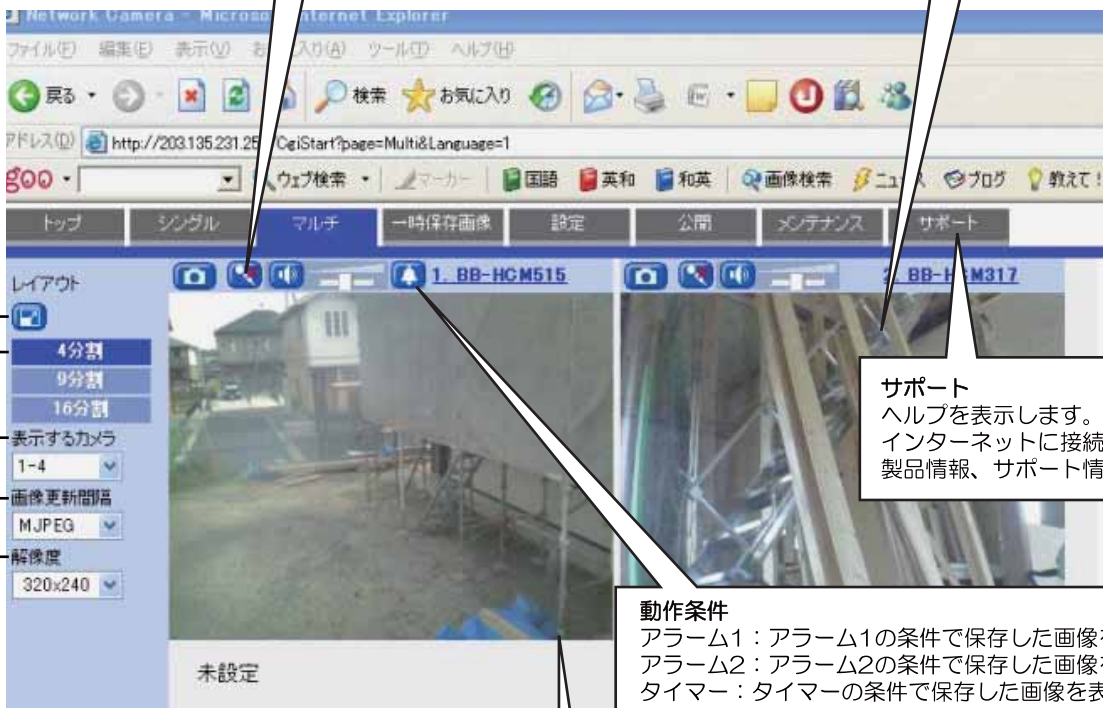 Network Camera - Microsoft Internet Explorer
ファイル(F) 編集(E) 表示(V) お 入り(A) ツール(T) ヘルプ(H)
戻る 検索 お気に入り
アドレス(D) http://203.135.231.25 CgiStart?page=Multi&Language=1
goo ウェブ検索 マーカー 国語 英和 和英 画像検索 ブログ 教えて!
トップ シングル マルチ 一時保存画像 設定 公開 メンテナンス サポート
レイアウト
1. BB-HCM515
2. BB-HCM317
4分割
9分割
16分割
表示するカメラ
1-4
画像更新間隔
MJPEG
解像度
320x240
サポート
ヘルプを表示します。
インターネットに接続
製品情報、サポート情
動作条件
アラーム1：アラーム1の条件で保存した画像を
アラーム2：アラーム2の条件で保存した画像を
タイマー：タイマーの条件で保存した画像を表
未設定